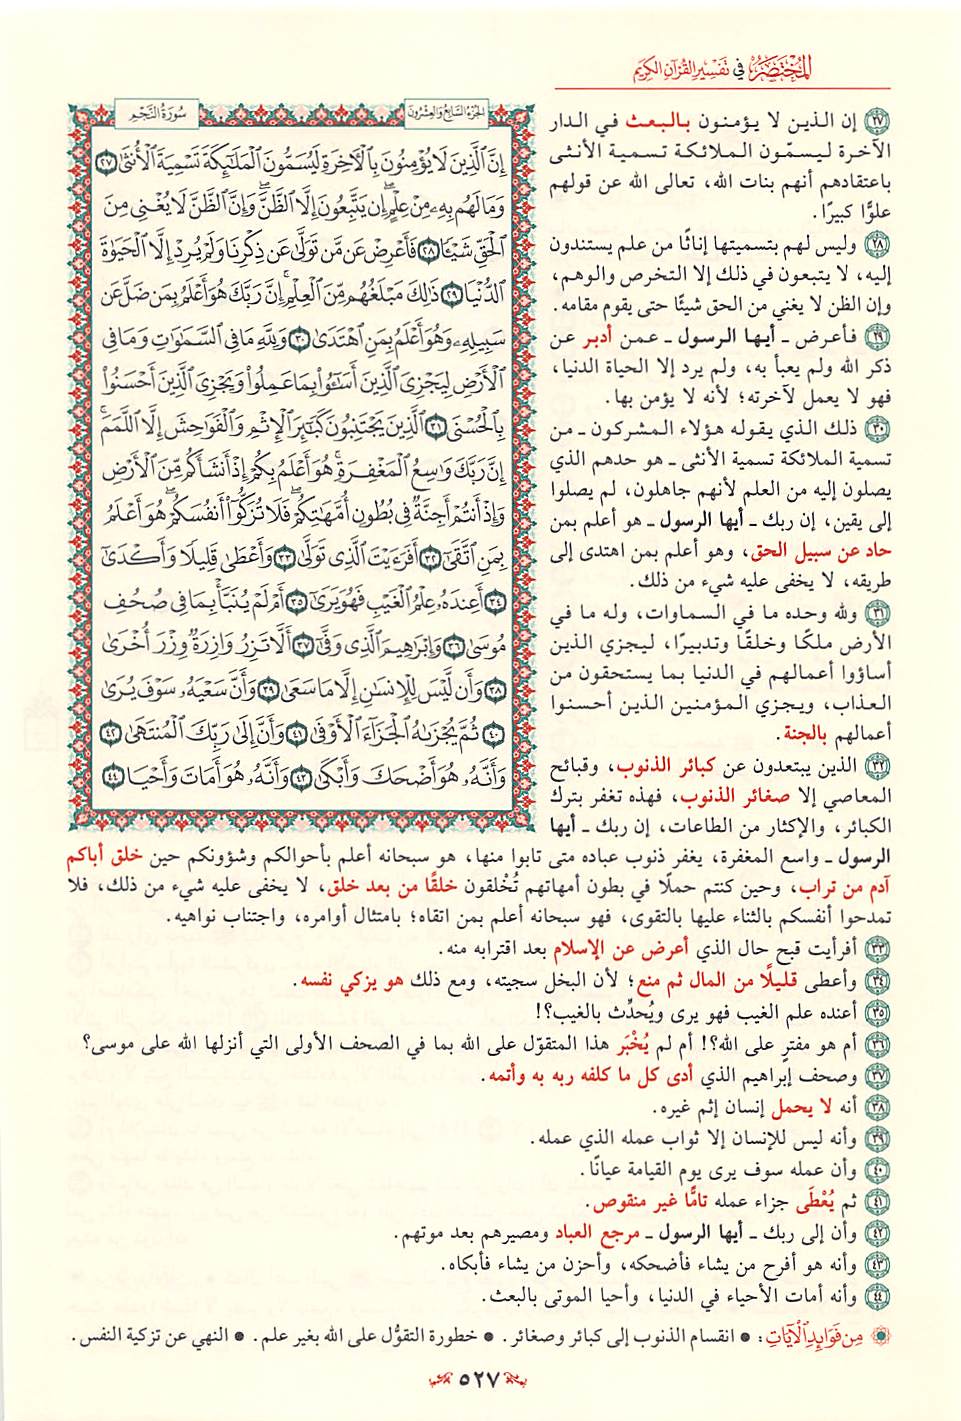 المختصر في تفسير القرآن الكريم
الجزء السابع والعشرون
سورة النجم
إِنَّ ٱلَّذِينَ لَا يُؤۡمِنُونَ بِٱلۡأٓخِرَةِ لَيُسَمُّونَ ٱلۡمَلَٰٓئِكَةَ تَسۡمِيَةَ ٱلۡأُنثَىٰ ٢٧
وَمَا لَهُم بِهِۦ مِنۡ عِلۡمٍۖ إِن يَتَّبِعُونَ إِلَّا ٱلظَّنَّۖ وَإِنَّ ٱلظَّنَّ لَا يُغۡنِي مِنَ
ٱلۡحَقِّ شَيۡـٔٗا ٢٨ فَأَعۡرِضۡ عَن مَّن تَوَلَّىٰ عَن ذِكۡرِنَا وَلَمۡ يُرِدۡ إِلَّا ٱلۡحَيَوٰةَ
ٱلدُّنۡيَا ٢٩ ذَٰلِكَ مَبۡلَغُهُم مِّنَ ٱلۡعِلۡمِۚ إِنَّ رَبَّكَ هُوَ أَعۡلَمُ بِمَن ضَلَّ عَن
سَبِيلِهِۦ وَهُوَ أَعۡلَمُ بِمَنِ ٱهۡتَدَىٰ ٣٠ وَلِلَّهِ مَا فِي ٱلسَّمَٰوَٰتِ وَمَا فِي
ٱلۡأَرۡضِ لِيَجۡزِيَ ٱلَّذِينَ أَسَٰٓـُٔواْ بِمَا عَمِلُواْ وَيَجۡزِيَ ٱلَّذِينَ أَحۡسَنُواْ
بِٱلۡحُسۡنَى ٣١ ٱلَّذِينَ يَجۡتَنِبُونَ كَبَٰٓئِرَ ٱلۡإِثۡمِ وَٱلۡفَوَٰحِشَ إِلَّا ٱللَّمَمَۚ
إِنَّ رَبَّكَ وَٰسِعُ ٱلۡمَغۡفِرَةِۚ هُوَ أَعۡلَمُ بِكُمۡ إِذۡ أَنشَأَكُم مِّنَ ٱلۡأَرۡضِ
وَإِذۡ أَنتُمۡ أَجِنَّةٞ فِي بُطُونِ أُمَّهَٰتِكُمۡۖ فَلَا تُزَكُّوٓاْ أَنفُسَكُمۡۖ هُوَ أَعۡلَمُ
بِمَنِ ٱتَّقَىٰٓ ٣٢ أَفَرَءَيۡتَ ٱلَّذِي تَوَلَّىٰ ٣٣ وَأَعۡطَىٰ قَلِيلٗا وَأَكۡدَىٰٓ
٣٤ أَعِندَهُۥ عِلۡمُ ٱلۡغَيۡبِ فَهُوَ يَرَىٰٓ ٣٥ أَمۡ لَمۡ يُنَبَّأۡ بِمَا فِي صُحُفِ
مُوسَىٰ ٣٦ وَإِبۡرَٰهِيمَ ٱلَّذِي وَفَّىٰٓ ٣٧ أَلَّا تَزِرُ وَازِرَةٞ وِزۡرَ أُخۡرَىٰ
٣٨ وَأَن لَّيۡسَ لِلۡإِنسَٰنِ إِلَّا مَا سَعَىٰ ٣٩ وَأَنَّ سَعۡيَهُۥ سَوۡفَ يُرَىٰ
٤٠ ثُمَّ يُجۡزَىٰهُ ٱلۡجَزَآءَ ٱلۡأَوۡفَىٰ ٤١ وَأَنَّ إِلَىٰ رَبِّكَ ٱلۡمُنتَهَىٰ ٤٢
وَأَنَّهُۥ هُوَ أَضۡحَكَ وَأَبۡكَىٰ ٤٣ وَأَنَّهُۥ هُوَ أَمَاتَ وَأَحۡيَا ٤٤
٢٧ إن الذين لا يؤمنون بالبعث في الدار
الآخرة ليسمّون الملائكة تسمية الأنثى
باعتقادهم أنهم بنات الله، تعالى الله عن قولهم
علوًّا كبيرًا.
٢٨ وليس لهم بتسميتها إناثًا من علم يستندون
إليه، لا يتبعون في ذلك إلا التخرص والوهم،
وإن الظن لا يغني من الحق شيئًا حتى يقوم مقامه.
٢٩ فأعرض ـ أيها الرسول ـ عمن أدبر عن
ذكر الله ولم يعبأ به، ولم يرد إلا الحياة الدنيا،
فهو لا يعمل لآخرته؛ لأنه لا يؤمن بها.
٣٠ ذلك الذي يقوله هؤلاء المشركون ـ من
تسمية الملائكة تسمية الأنثى ـ هو حدهم الذي
يصلون إليه من العلم لأنهم جاهلون، لم يصلوا
إلى يقين، إن ربك ـ أيها الرسول ـ هو أعلم بمن
حاد عن سبيل الحق، وهو أعلم بمن اهتدى إلى
طريقه، لا يخفى عليه شيء من ذلك.
٣١ ولله وحده ما في السماوات، وله ما في
الأرض ملكًا وخلقًا وتدبيرًا، ليجزي الذين
أساؤوا أعمالهم في الدنيا بما يستحقون من
العذاب، ويجزي المؤمنين الذين أحسنوا
أعمالهم بالجنة.
٣٢ الذين يبتعدون عن كبائر الذنوب، وقبائح
المعاصي إلا صغائر الذنوب، فهذه تغفر بترك
الكبائر، والإكثار من الطاعات، إن ربك ـ أيها
الرسول ـ واسع المغفرة، يغفر ذنوب عباده متى تابوا منها، هو سبحانه أعلم بأحوالكم وشؤونكم حين خلق أباكم
آدم من تراب، وحين كنتم حملًا في بطون أمهاتهم تُخْلقون خلقًا من بعد خلق، لا يخفى عليه شيء من ذلك، فلا
تمدحوا أنفسكم بالثناء عليها بالتقوى، فهو سبحانه أعلم بمن اتقاه؛ بامتثال أوامره، واجتناب نواهيه.
٣٣ أفرأيت قبح حال الذي أعرض عن الإسلام بعد اقترابه منه.
٣٤ وأعطى قليلًا من المال ثم منع؛ لأن البخل سجيته، ومع ذلك هو يزكي نفسه.
٣٥ أعنده علم الغيب فهو يرى ويُحدِّث بالغيب؟!
٣٦ أم هو مفترٍ على الله؟! أم لم يُخْبَر هذا المتقوّل على الله بما في الصحف الأولى التي أنزلها الله على موسى؟
٣٧ وصحف إبراهيم الذي أدى كل ما كلفه ربه به وأتمه.
٣٨ أنه لا يحمل إنسان إثم غيره.
٣٩ وأنه ليس للإنسان إلا ثواب عمله الذي عمله.
٤٠ وأن عمله سوف يرى يوم القيامة عيانًا.
٤١ ثم يُعْطَى جزاء عمله تامًّا غير منقوص.
٤٢ وأن إلى ربك ـ أيها الرسول ـ مرجع العباد ومصيرهم بعد موتهم.
٤٣ وأنه هو أفرح من يشاء فأضحكه، وأحزن من يشاء فأبكاه.
٤٤ وأنه أمات الأحياء في الدنيا، وأحيا الموتى بالبعث.
من فوائد الآيات: • انقسام الذنوب إلى كبائر وصغائر. • خطورة التقوُّل على الله بغير علم. • النهي عن تزكية النفس.
٥٢٧